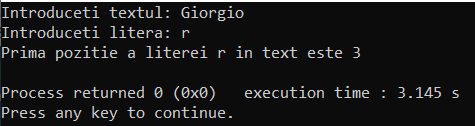 Introduceti textul: Giorgio
Introduceti litera: r
Prima pozitie a literei r in text este 3
Process returned 0 (0x0)   execution time : 3.145 s
Press any key to continue.